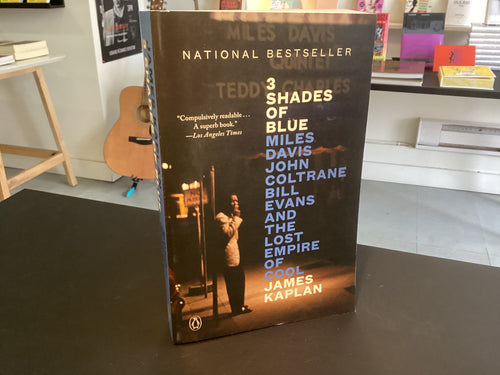 MILES DAVIS
QUINTET
TEDDY CHARLES
NATIONAL BESTSELLER
3
SHADES
OF
BLUE
MILES
DAVIS
JOHN
COLTRANE
BILL
EVANS
AND
THE
LOST
EMPIRE
OF
COOL
JAMES
KAPLAN
"Compulsively readable...
A superb book."
—Los Angeles Times